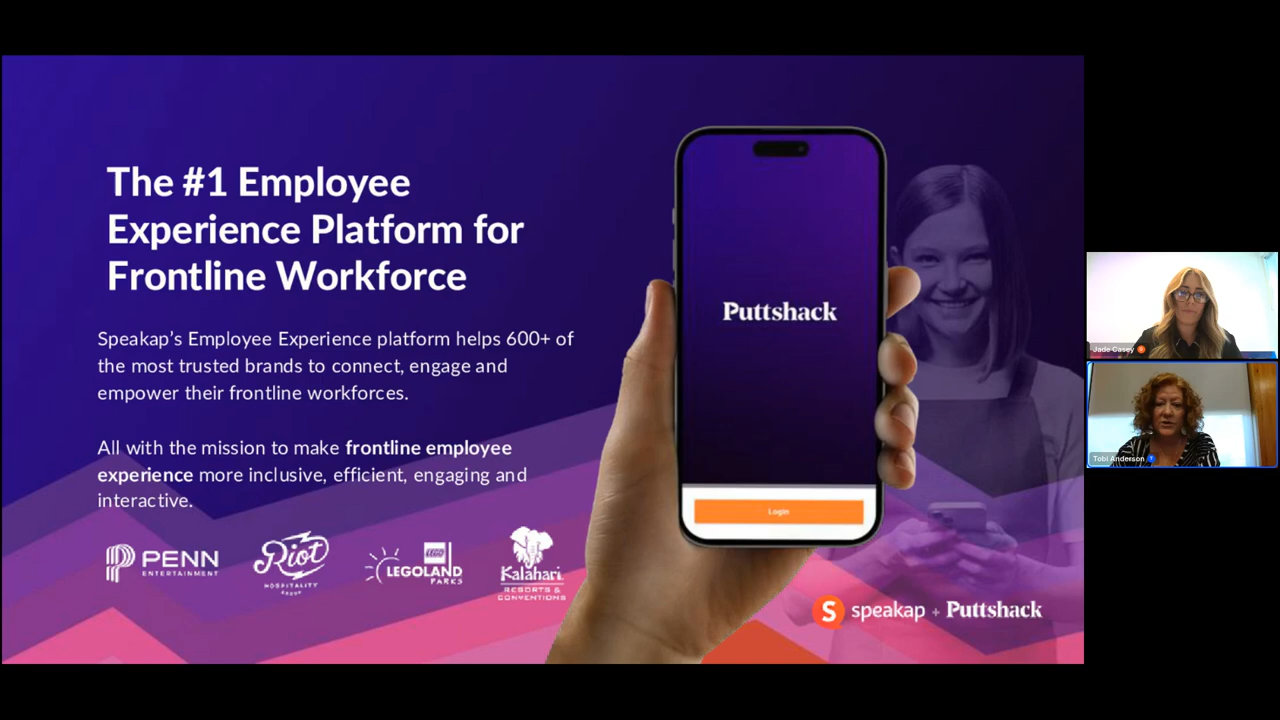 The #1 Employee
Experience Platform for
Frontline Workforce
Speakap’s Employee Experience platform helps 600+ of
the most trusted brands to connect, engage and
empower their frontline workforces.
All with the mission to make frontline employee
experience more inclusive, efficient, engaging and
interactive.
PENN
ENTERTAINMENT
Riot
HOSPITALITY
GROUP
LEGO
LEGOLAND
PARKS
Kalahari
RESORTS &
CONVENTIONS
Puttshack
Login
S speakap + Puttshack
Jade Casey
Tobi Anderson